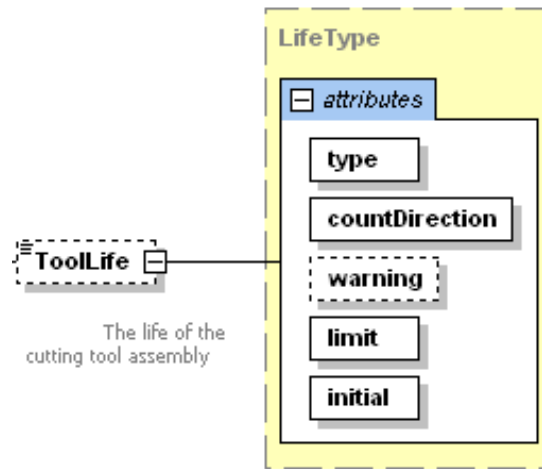 LifeType
attributes
type
countDirection
ToolLife
warning
The life of the
cutting tool assembly
limit
initial